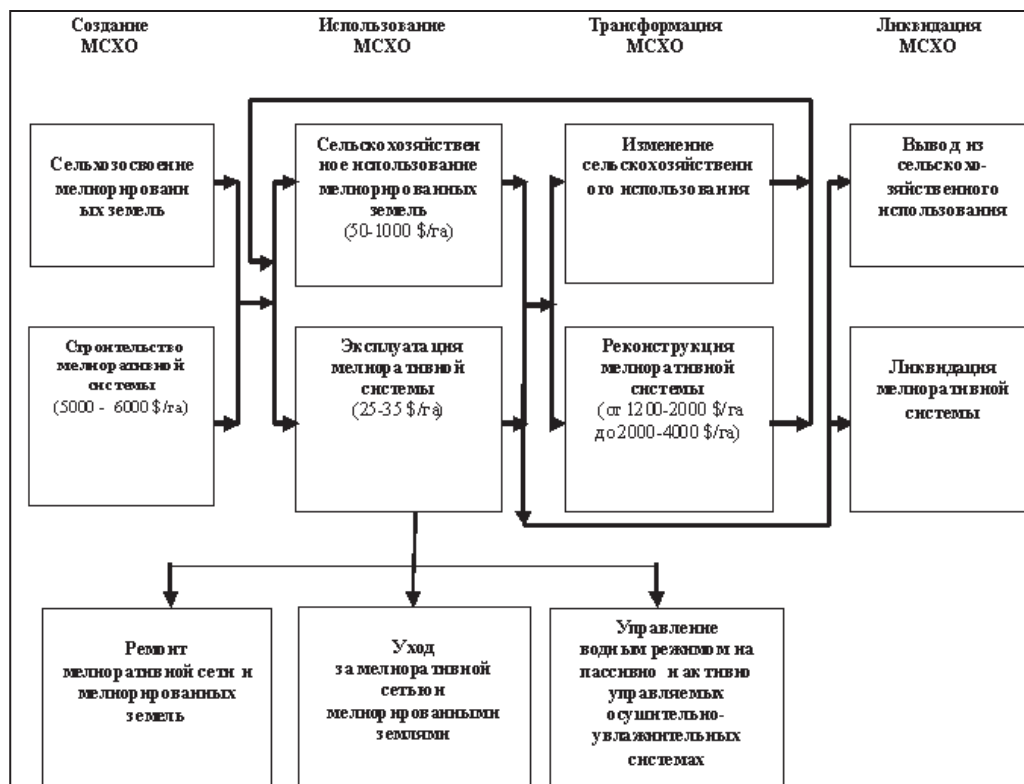 Создание
МСХО
Использование
МСХО
Трансформация
МСХО
Ликвидация
МСХО
Сельхозосвоение
мелиорированн
ых земель
Сельскохозяйствен
ное использование
мелиорированных
земель
(50-1000 $/га)
Изменение
сельскохозяйственн
ого использования
Вывод из
сельскохо-
зяйственного
использования
Строительство
мелиоративной
системы
(5000 - 6000 $/га)
Эксплуатация
мелиоративной
системы
(25-35 $/га)
Реконструкция
мелиоративной
системы
(от 1200-2000 $/га
до 2000-4000 $/га)
Ликвидация
мелиоративной
системы
Ремонт
мелиоративной сети и
мелиорированных
земель
Уход
за мелиоративной
сетью и
мелиорированными
землями
Управление
водным режимом на
пассивно и активно
управляемых
осушительно-
увлажнительных
системах